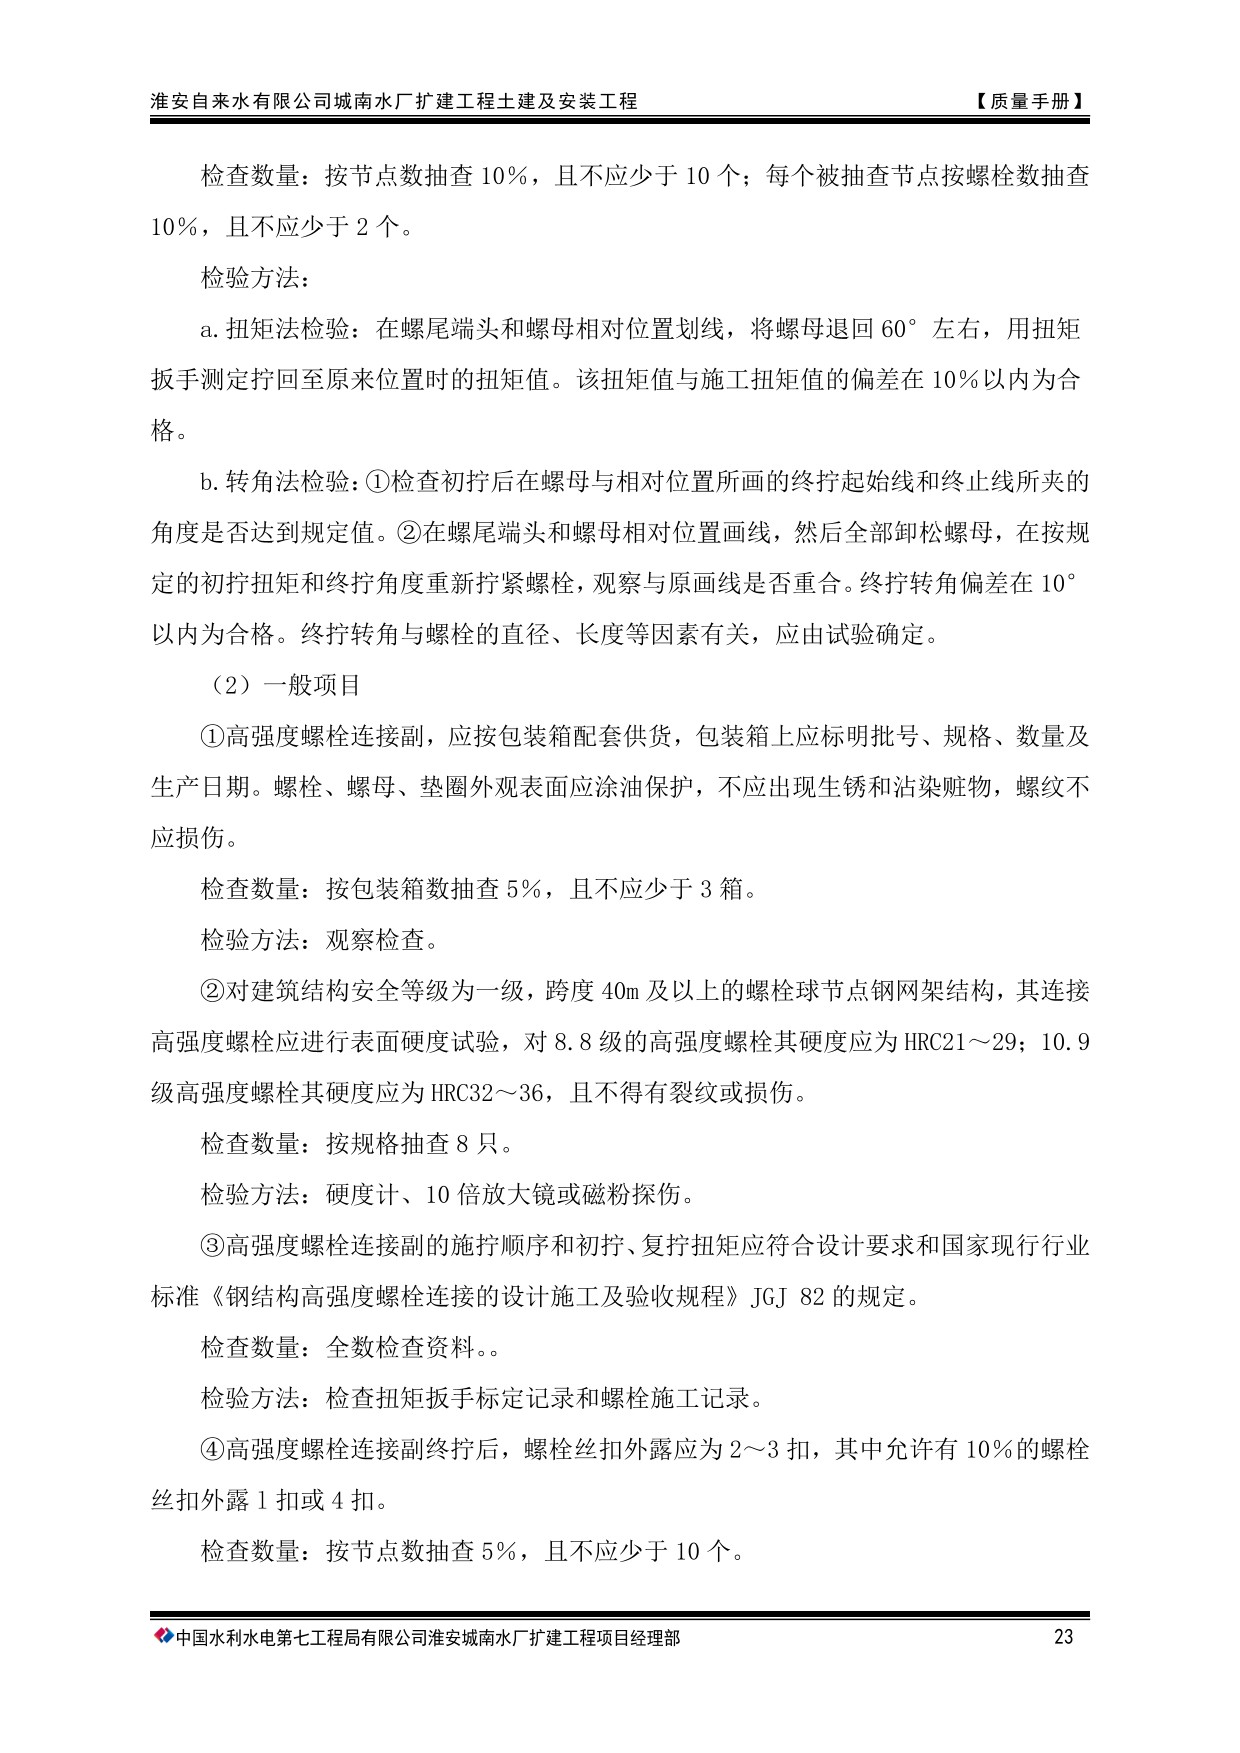 淮安自来水有限公司城南水厂扩建工程土建及安装工程 【质量手册】
检查数量：按节点数抽查 10％，且不应少于 10 个；每个被抽查节点按螺栓数抽查
10％，且不应少于 2 个。
检验方法：
a.扭矩法检验：在螺尾端头和螺母相对位置划线，将螺母退回 60°左右，用扭矩
扳手测定拧回至原来位置时的扭矩值。该扭矩值与施工扭矩值的偏差在 10％以内为合
格。
b.转角法检验：①检查初拧后在螺母与相对位置所画的终拧起始线和终止线所夹的
角度是否达到规定值。②在螺尾端头和螺母相对位置画线，然后全部卸松螺母，在按规
定的初拧扭矩和终拧角度重新拧紧螺栓，观察与原画线是否重合。终拧转角偏差在 10°
以内为合格。终拧转角与螺栓的直径、长度等因素有关，应由试验确定。
（2）一般项目
①高强度螺栓连接副，应按包装箱配套供货，包装箱上应标明批号、规格、数量及
生产日期。螺栓、螺母、垫圈外观表面应涂油保护，不应出现生锈和沾染赃物，螺纹不
应损伤。
检查数量：按包装箱数抽查 5％，且不应少于 3 箱。
检验方法：观察检查。
②对建筑结构安全等级为一级，跨度 40m 及以上的螺栓球节点钢网架结构，其连接
高强度螺栓应进行表面硬度试验，对 8.8 级的高强度螺栓其硬度应为 HRC21～29；10.9
级高强度螺栓其硬度应为 HRC32～36，且不得有裂纹或损伤。
检查数量：按规格抽查 8 只。
检验方法：硬度计、10 倍放大镜或磁粉探伤。
③高强度螺栓连接副的施拧顺序和初拧、复拧扭矩应符合设计要求和国家现行行业
标准《钢结构高强度螺栓连接的设计施工及验收规程》JGJ 82 的规定。
检查数量：全数检查资料。。
检验方法：检查扭矩扳手标定记录和螺栓施工记录。
④高强度螺栓连接副终拧后，螺栓丝扣外露应为 2～3 扣，其中允许有 10％的螺栓
丝扣外露 1 扣或 4 扣。
检查数量：按节点数抽查 5％，且不应少于 10 个。
中国水利水电第七工程局有限公司淮安城南水厂扩建工程项目经理部 23